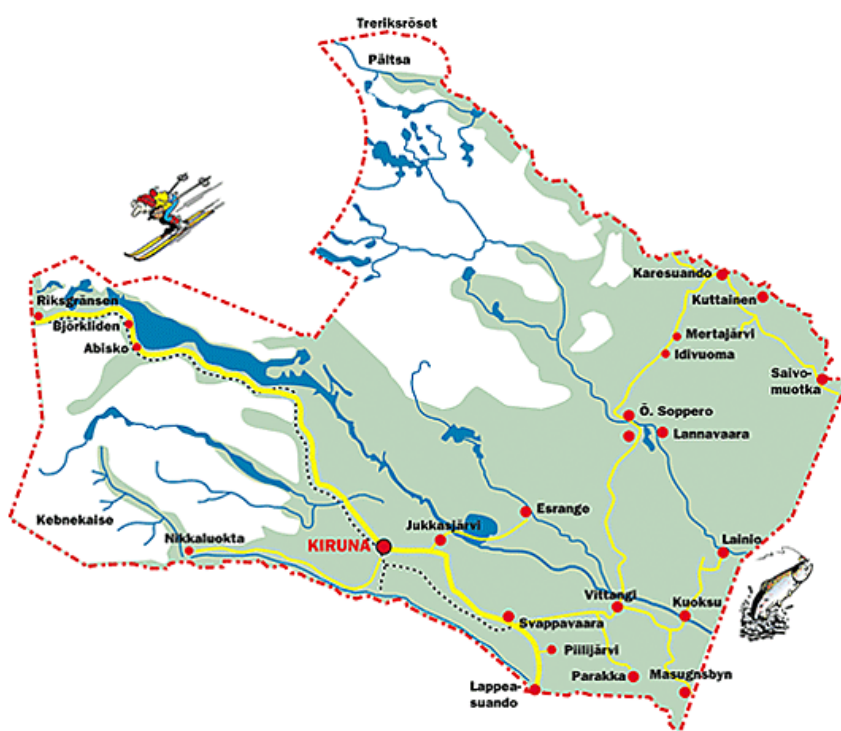 Treriksröset
Pältsa
Karesuando
Kuttainen
Riksgränsen
Björkliden
Mertajärvi
Abisko
Idivuoma
Saivo-
muotka
Ö. Soppero
Lannavaara
Esrange
Kebnekaise
Jukkasjärvi
Nikkaluokta
KIRUNA
Lainio
Vittangi
Kuoksu
Svappavaara
Piilijärvi
Parakka
Masugnsbyn
Lappea-
suando